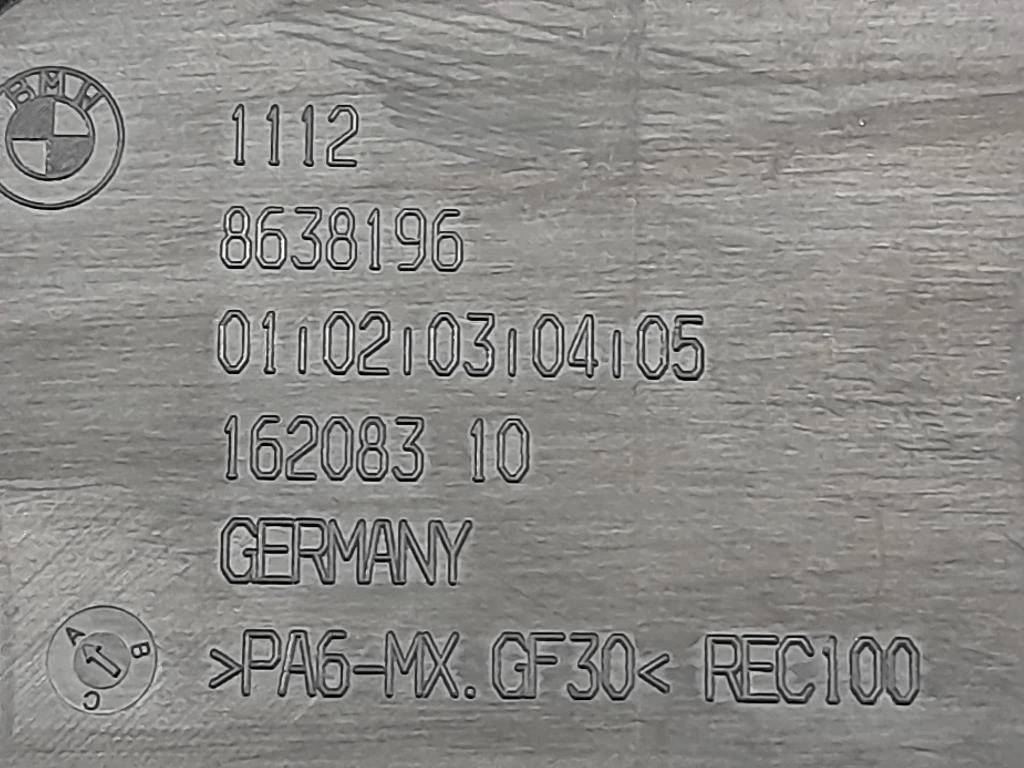 BMW
1112
8638196
01|02|03|04|05
162083 10
GERMANY
>PA6-MX.GF30< REC100
A
B
C